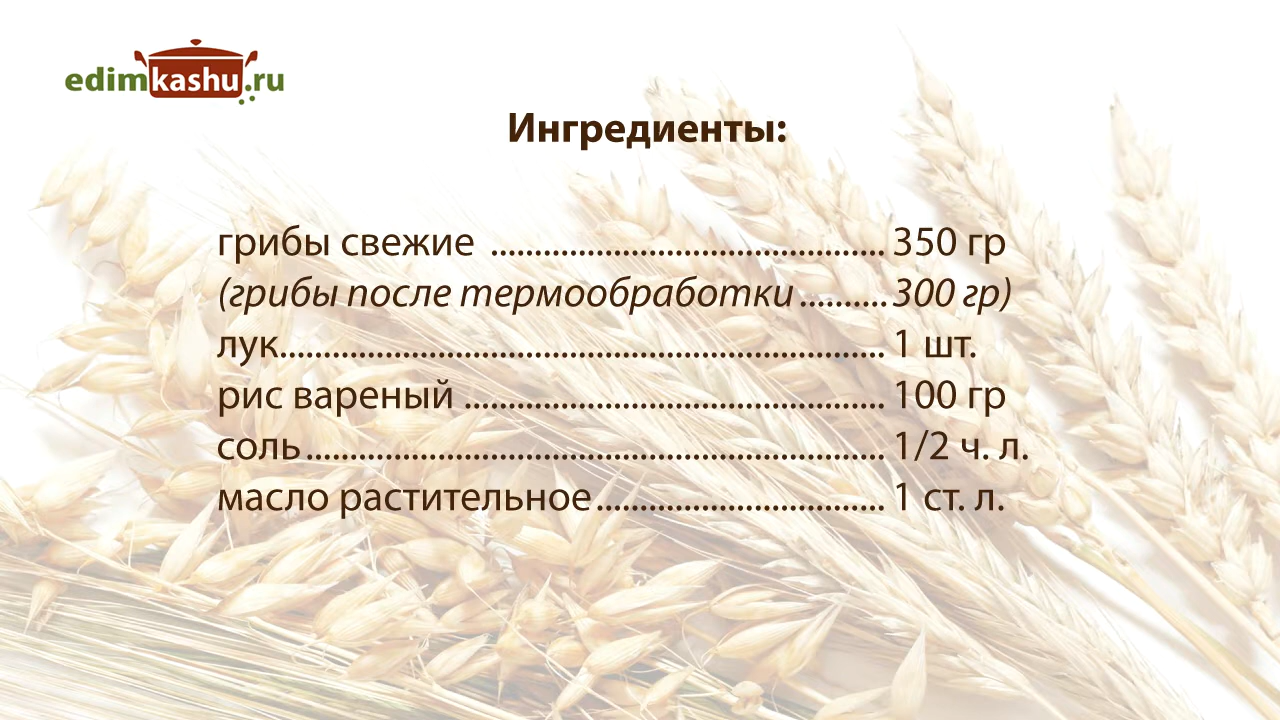 edimkashu.ru
Ингредиенты:
грибы свежие ............................................. 350 гр
(грибы после термообработки .......... 300 гр)
лук..................................................................... 1 шт.
рис вареный ................................................ 100 гр
соль .................................................................. 1/2 ч. л.
масло растительное ................................. 1 ст. л.